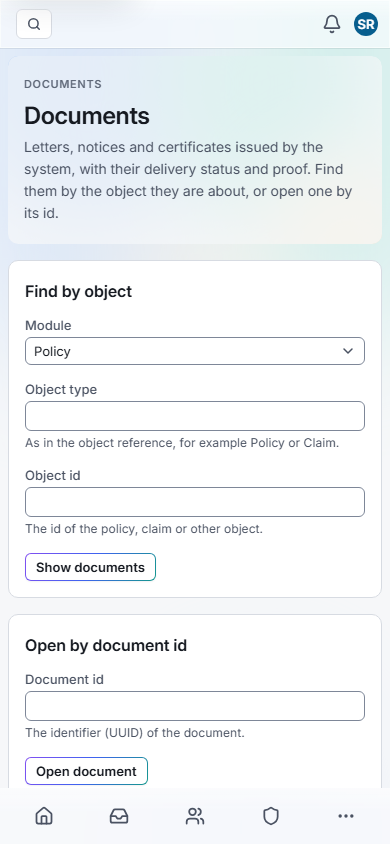 SR
DOCUMENTS
Documents
Letters, notices and certificates issued by the
system, with their delivery status and proof. Find
them by the object they are about, or open one by
its id.
Find by object
Module
Policy
Object type
As in the object reference, for example Policy or Claim.
Object id
The id of the policy, claim or other object.
Show documents
Open by document id
Document id
The identifier (UUID) of the document.
Open document